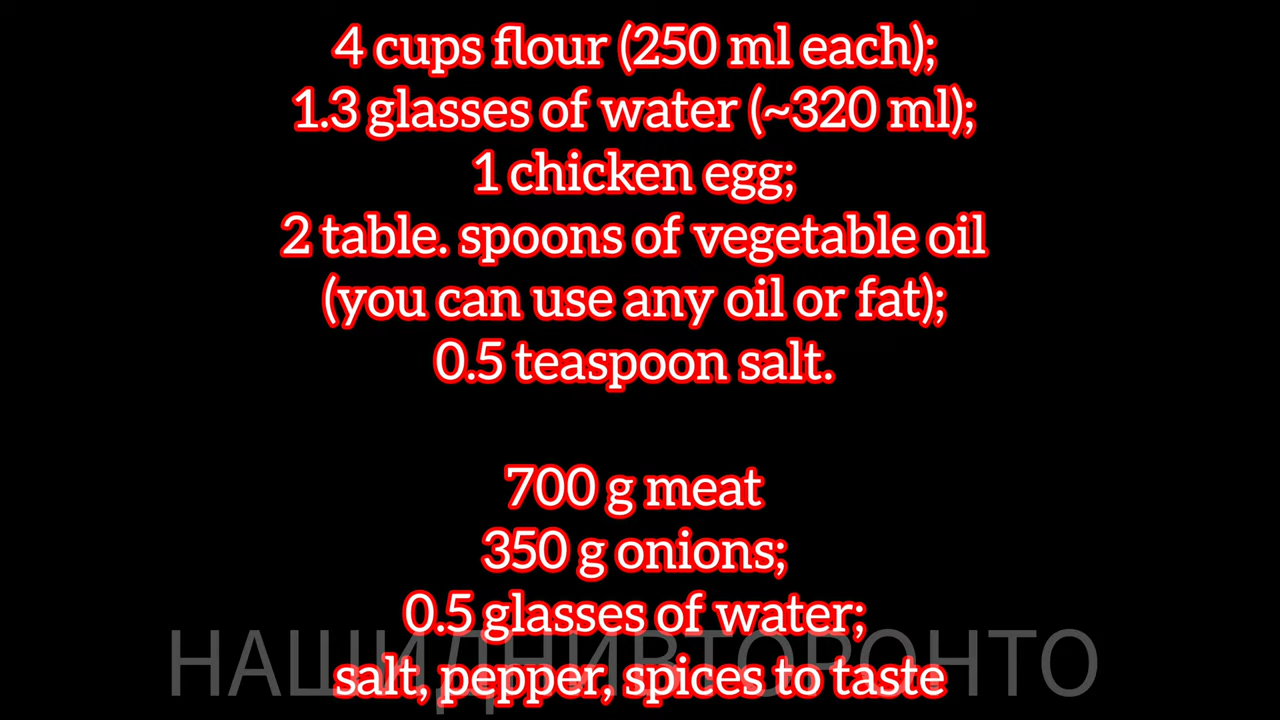 4 cups flour (250 ml each);
1.3 glasses of water (~320 ml);
1 chicken egg;
2 table. spoons of vegetable oil
(you can use any oil or fat);
0.5 teaspoon salt.
700 g meat
350 g onions;
0.5 glasses of water;
salt, pepper, spices to taste
НАШИДНИВТОРОНТО